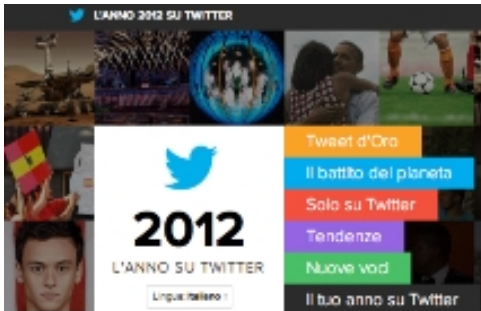 L'ANNO 2012 SU TWITTER
Tweet d'Oro
Il battito del pianeta
2012
Solo su Twitter
L'ANNO SU TWITTER
Tendenze
Nuove voci
Lingua: Italiano
Il tuo anno su Twitter